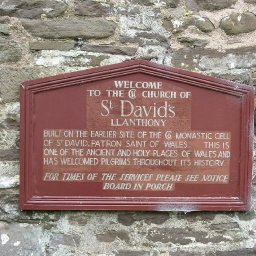 WELCOME
TO THE CHURCH OF
St David's
LLANTHONY
BUILT ON THE EARLIER SITE OF THE MONASTIC CELL
OF ST DAVID, PATRON SAINT OF WALES. THIS IS
ONE OF THE ANCIENT AND HOLY PLACES OF WALES AND
HAS WELCOMED PILGRIMS THROUGHOUT ITS HISTORY.
FOR TIMES OF THE SERVICES PLEASE SEE NOTICE
BOARD IN PORCH